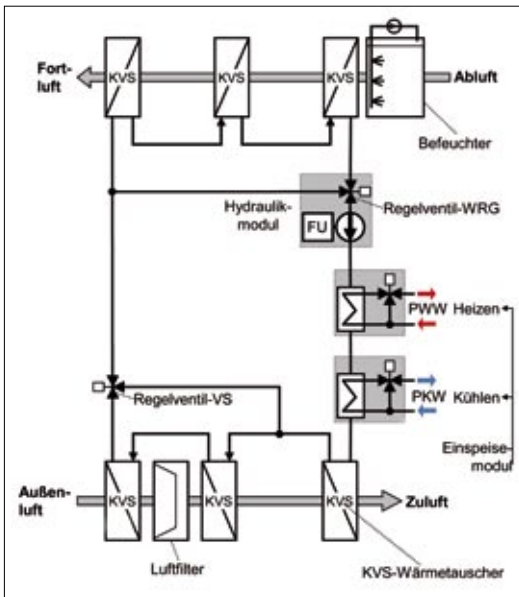 KVS
KVS
KVS
Fort-
luft
Abluft
Befeuchter
Hydraulik-
modul
Regelventil-WRG
FU
PWW Heizen
PKW Kühlen
Regelventil-VS
Einspeise-
modul
Außen-
luft
KVS
KVS
KVS
Zuluft
Luftfilter
KVS-Wärmetauscher